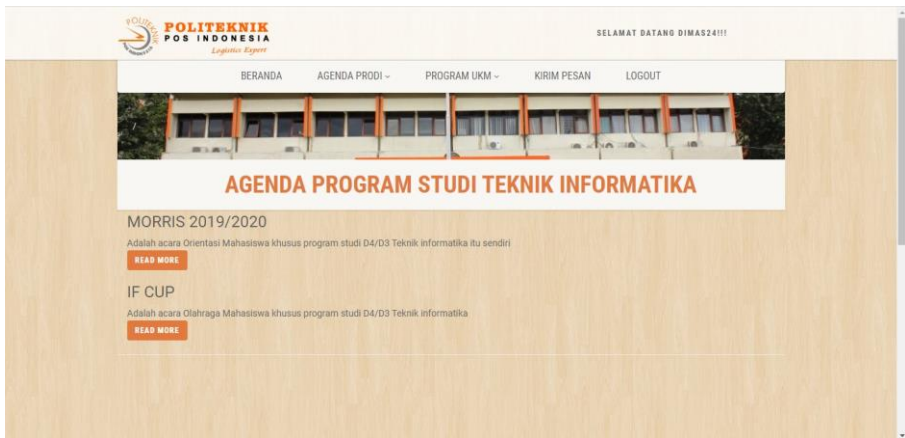 POLITEKNIK
POS INDONESIA
Logistics Expert
SELAMAT DATANG DIMAS24!!!
BERANDA AGENDA PRODI PROGRAM UKM KIRIM PESAN LOGOUT
AGENDA PROGRAM STUDI TEKNIK INFORMATIKA
MORRIS 2019/2020
Adalah acara Orientasi Mahasiswa khusus program studi D4/D3 Teknik informatika itu sendiri
READ MORE
IF CUP
Adalah acara Olahraga Mahasiswa khusus program studi D4/D3 Teknik informatika
READ MORE